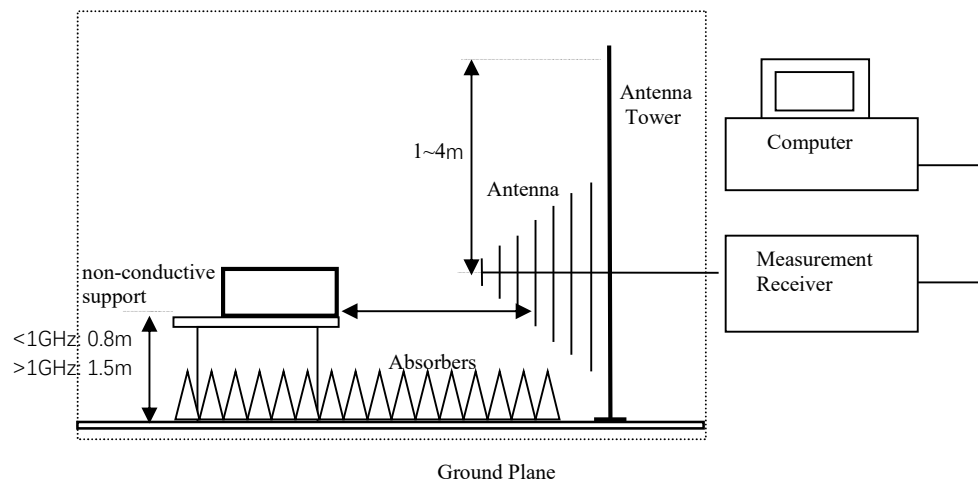 Antenna
Tower
Computer
1~4m
Antenna
Measurement
Receiver
non-conductive
support
<1GHz: 0.8m
>1GHz: 1.5m
Absorbers
Ground Plane